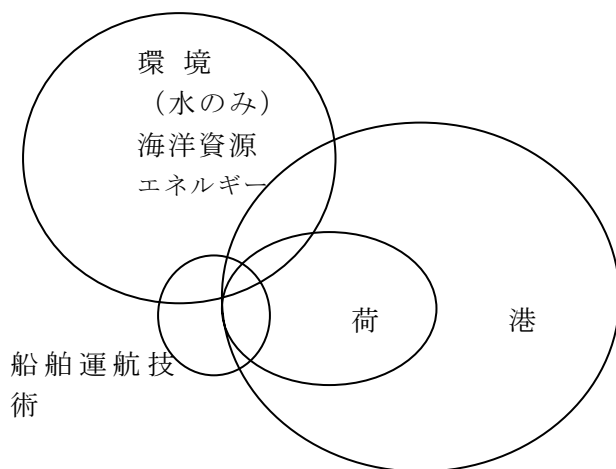 環 境
（水のみ）
海洋資源
エネルギー
荷
港
船舶運航技
術